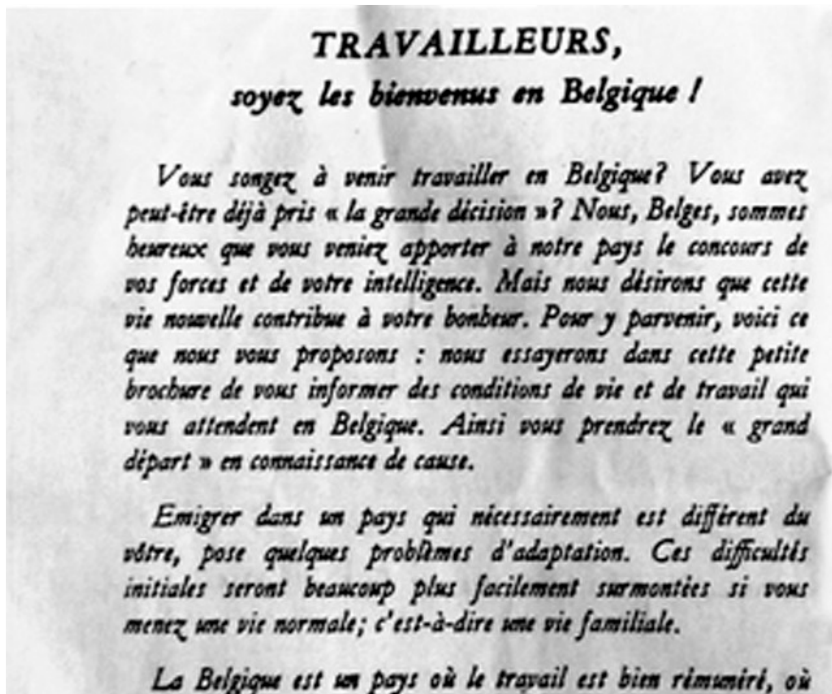 TRAVAILLEURS,
soyez les bienvenus en Belgique !
Vous songez à venir travailler en Belgique? Vous avez
peut-être déjà pris « la grande décision »? Nous, Belges, sommes
heureux que vous veniez apporter à notre pays le concours de
vos forces et de votre intelligence. Mais nous désirons que cette
vie nouvelle contribue à votre bonheur. Pour y parvenir, voici ce
que nous vous proposons : nous essayerons dans cette petite
brochure de vous informer des conditions de vie et de travail qui
vous attendent en Belgique. Ainsi vous prendrez le « grand
départ » en connaissance de cause.
Emigrer dans un pays qui nécessairement est différent du
vôtre, pose quelques problèmes d'adaptation. Ces difficultés
initiales seront beaucoup plus facilement surmontées si vous
menez une vie normale; c'est-à-dire une vie familiale.
La Belgique est un pays où le travail est bien rémunéré, où